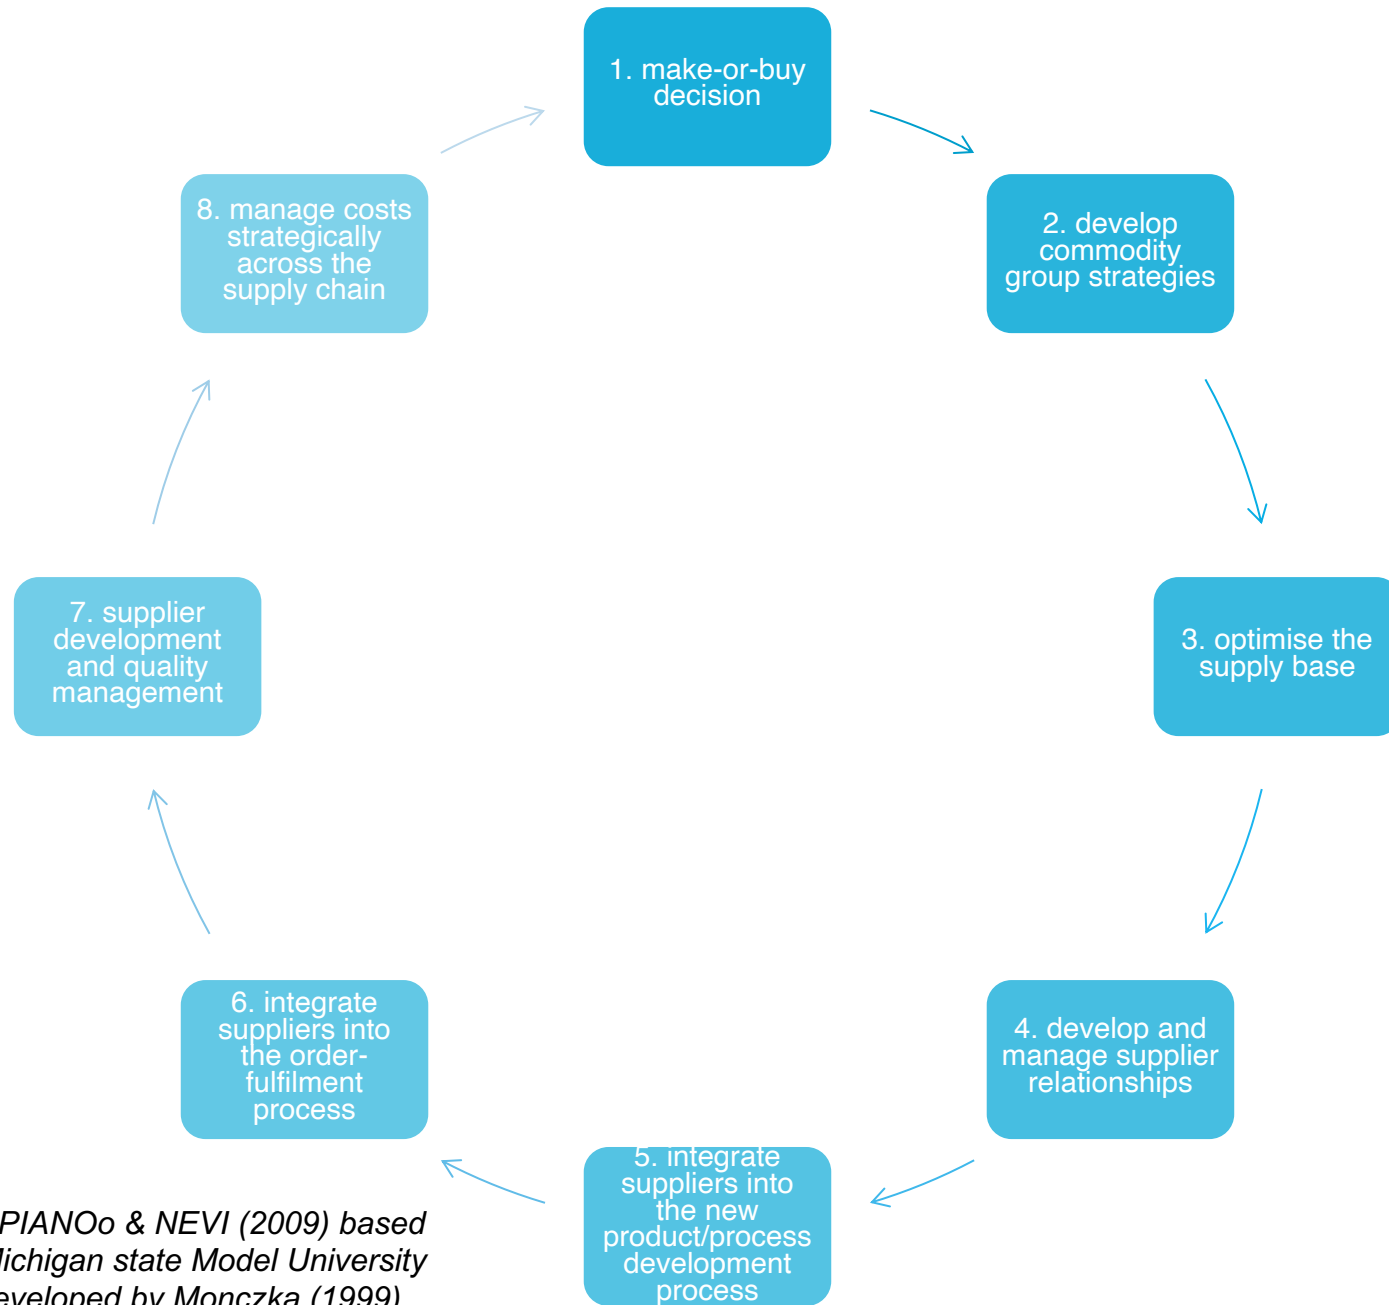 1. make-or-buy
decision
2. develop
commodity
group strategies
3. optimise the
supply base
4. develop and
manage supplier
relationships
5. integrate
suppliers into
the new
product/process
development
process
6. integrate
suppliers into
the order-
fulfilment
process
7. supplier
development
and quality
management
8. manage costs
strategically
across the
supply chain
PIANOo & NEVI (2009) based
Michigan state Model University
developed by Monczka (1999)